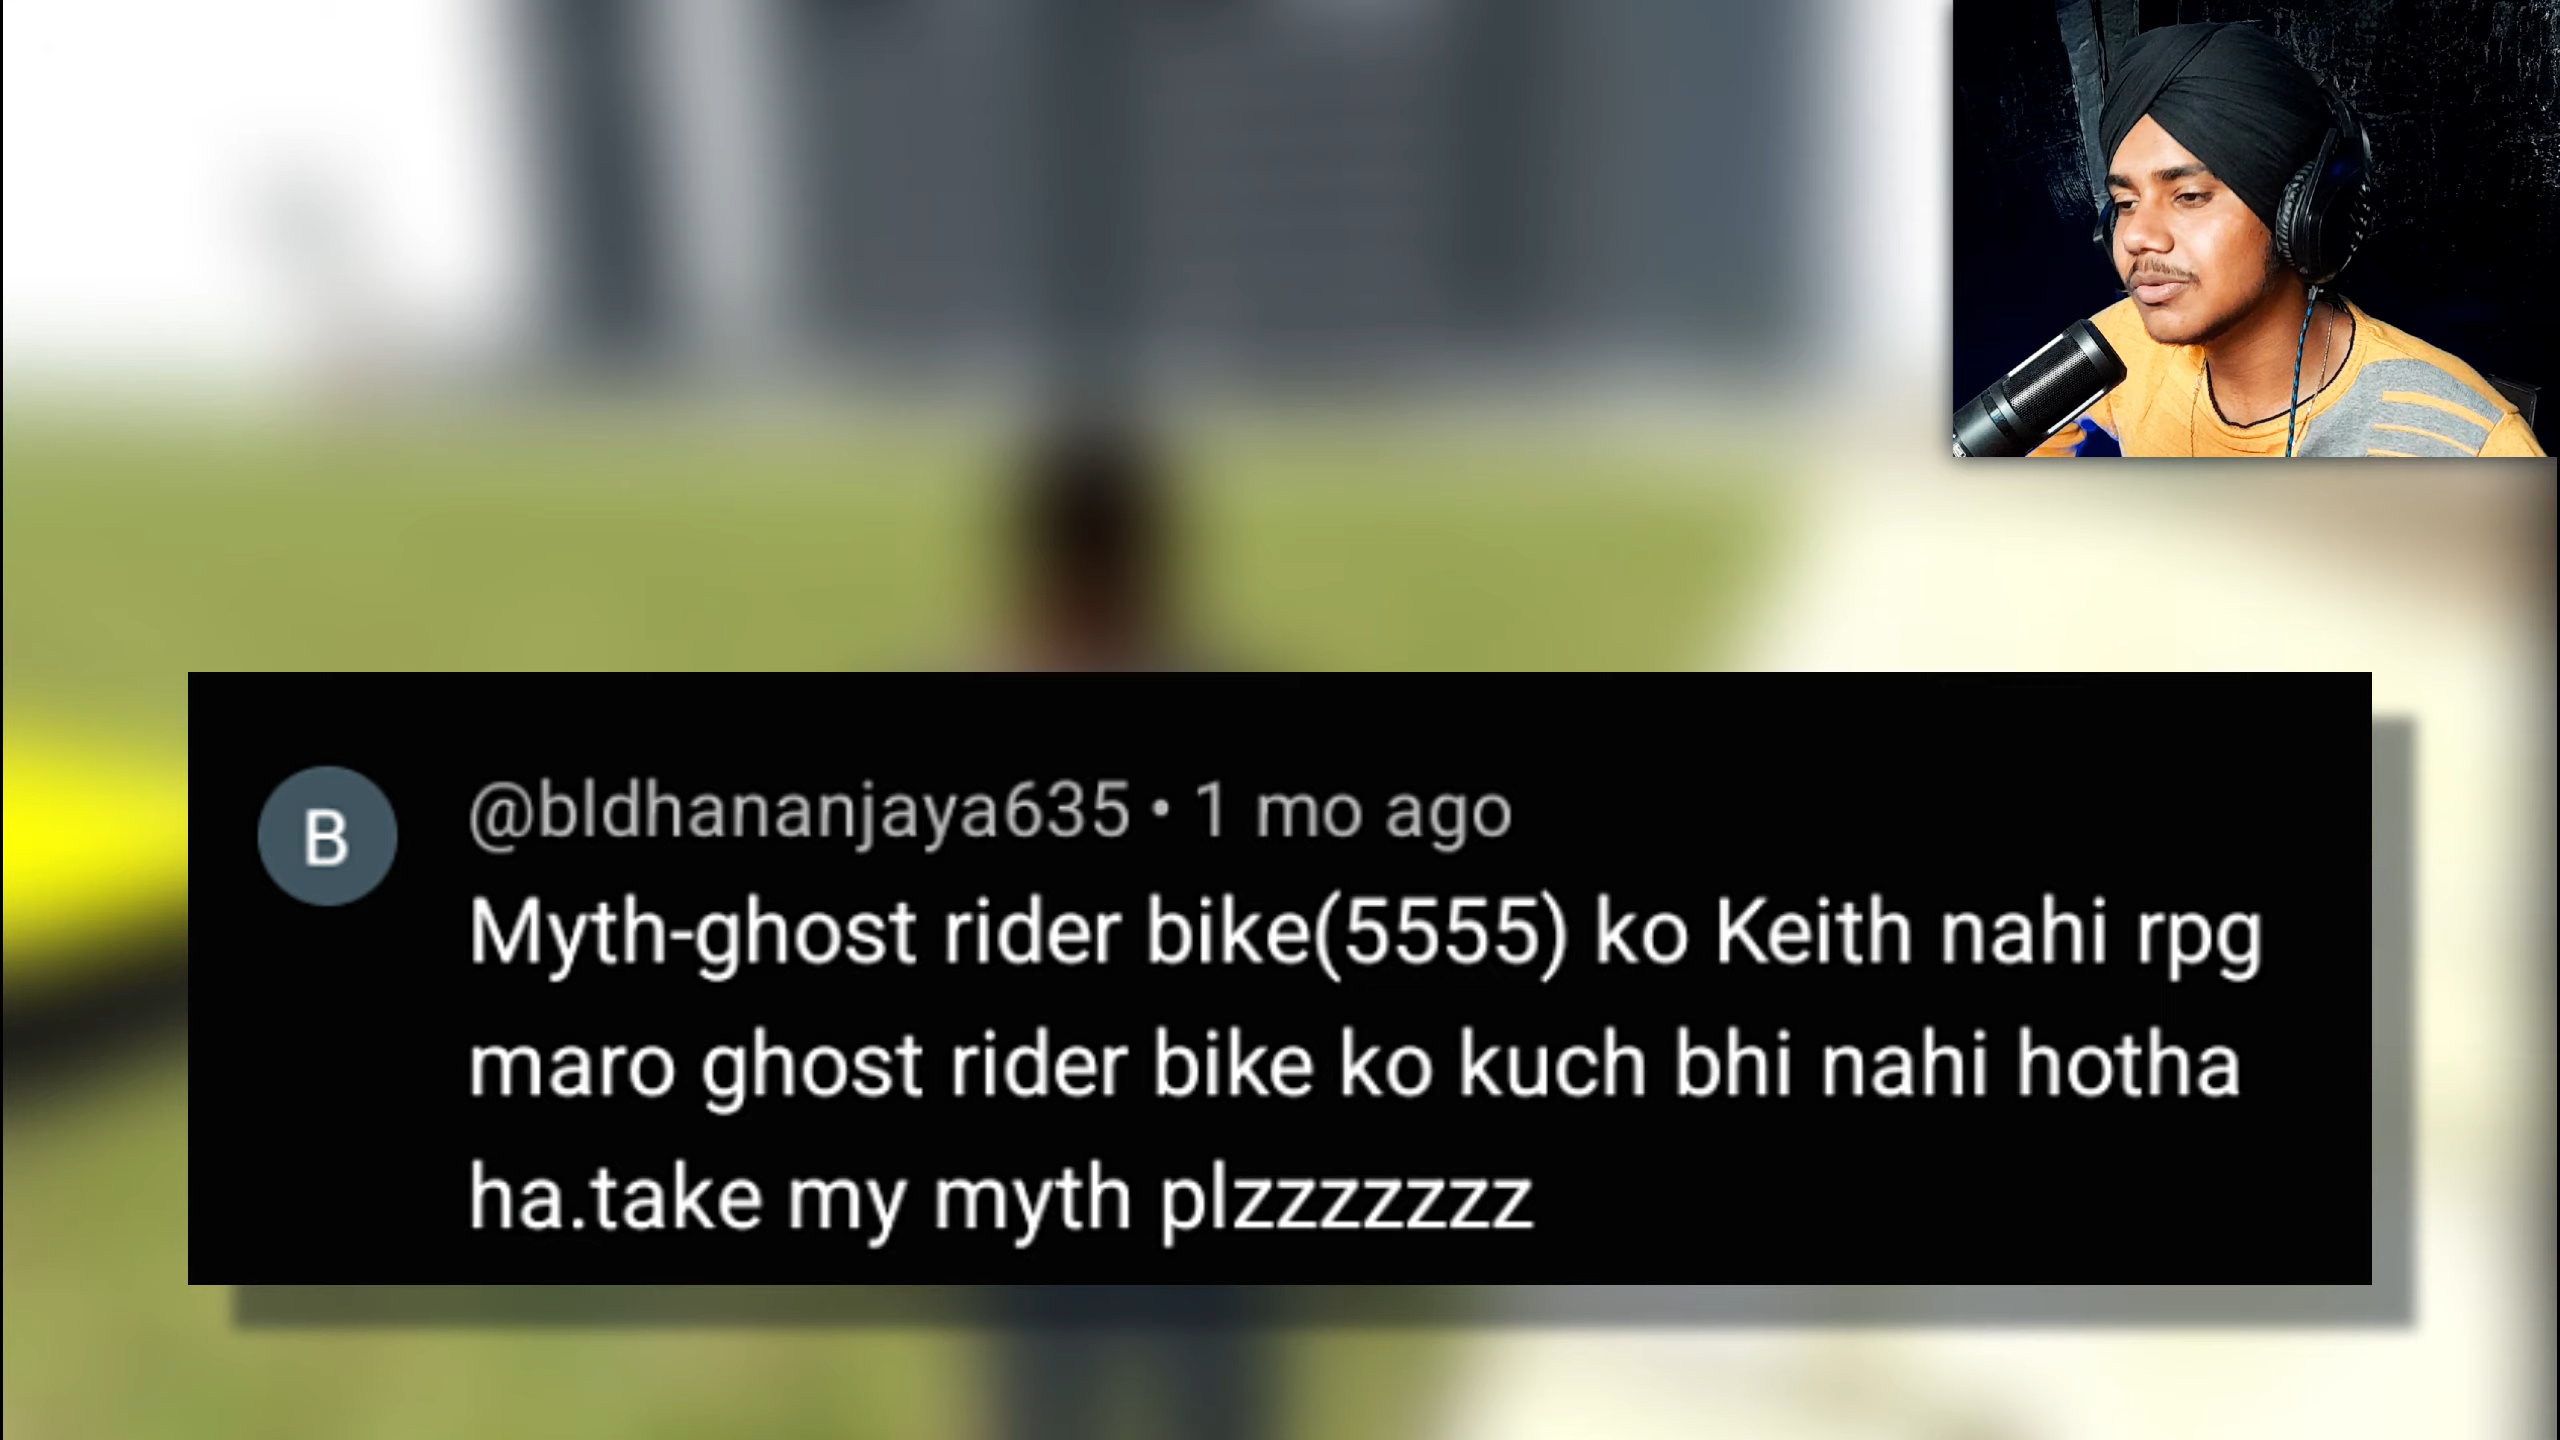 B
@bldhananjaya635 • 1 mo ago
Myth-ghost rider bike(5555) ko Keith nahi rpg
maro ghost rider bike ko kuch bhi nahi hotha
ha.take my myth plzzzzzzz